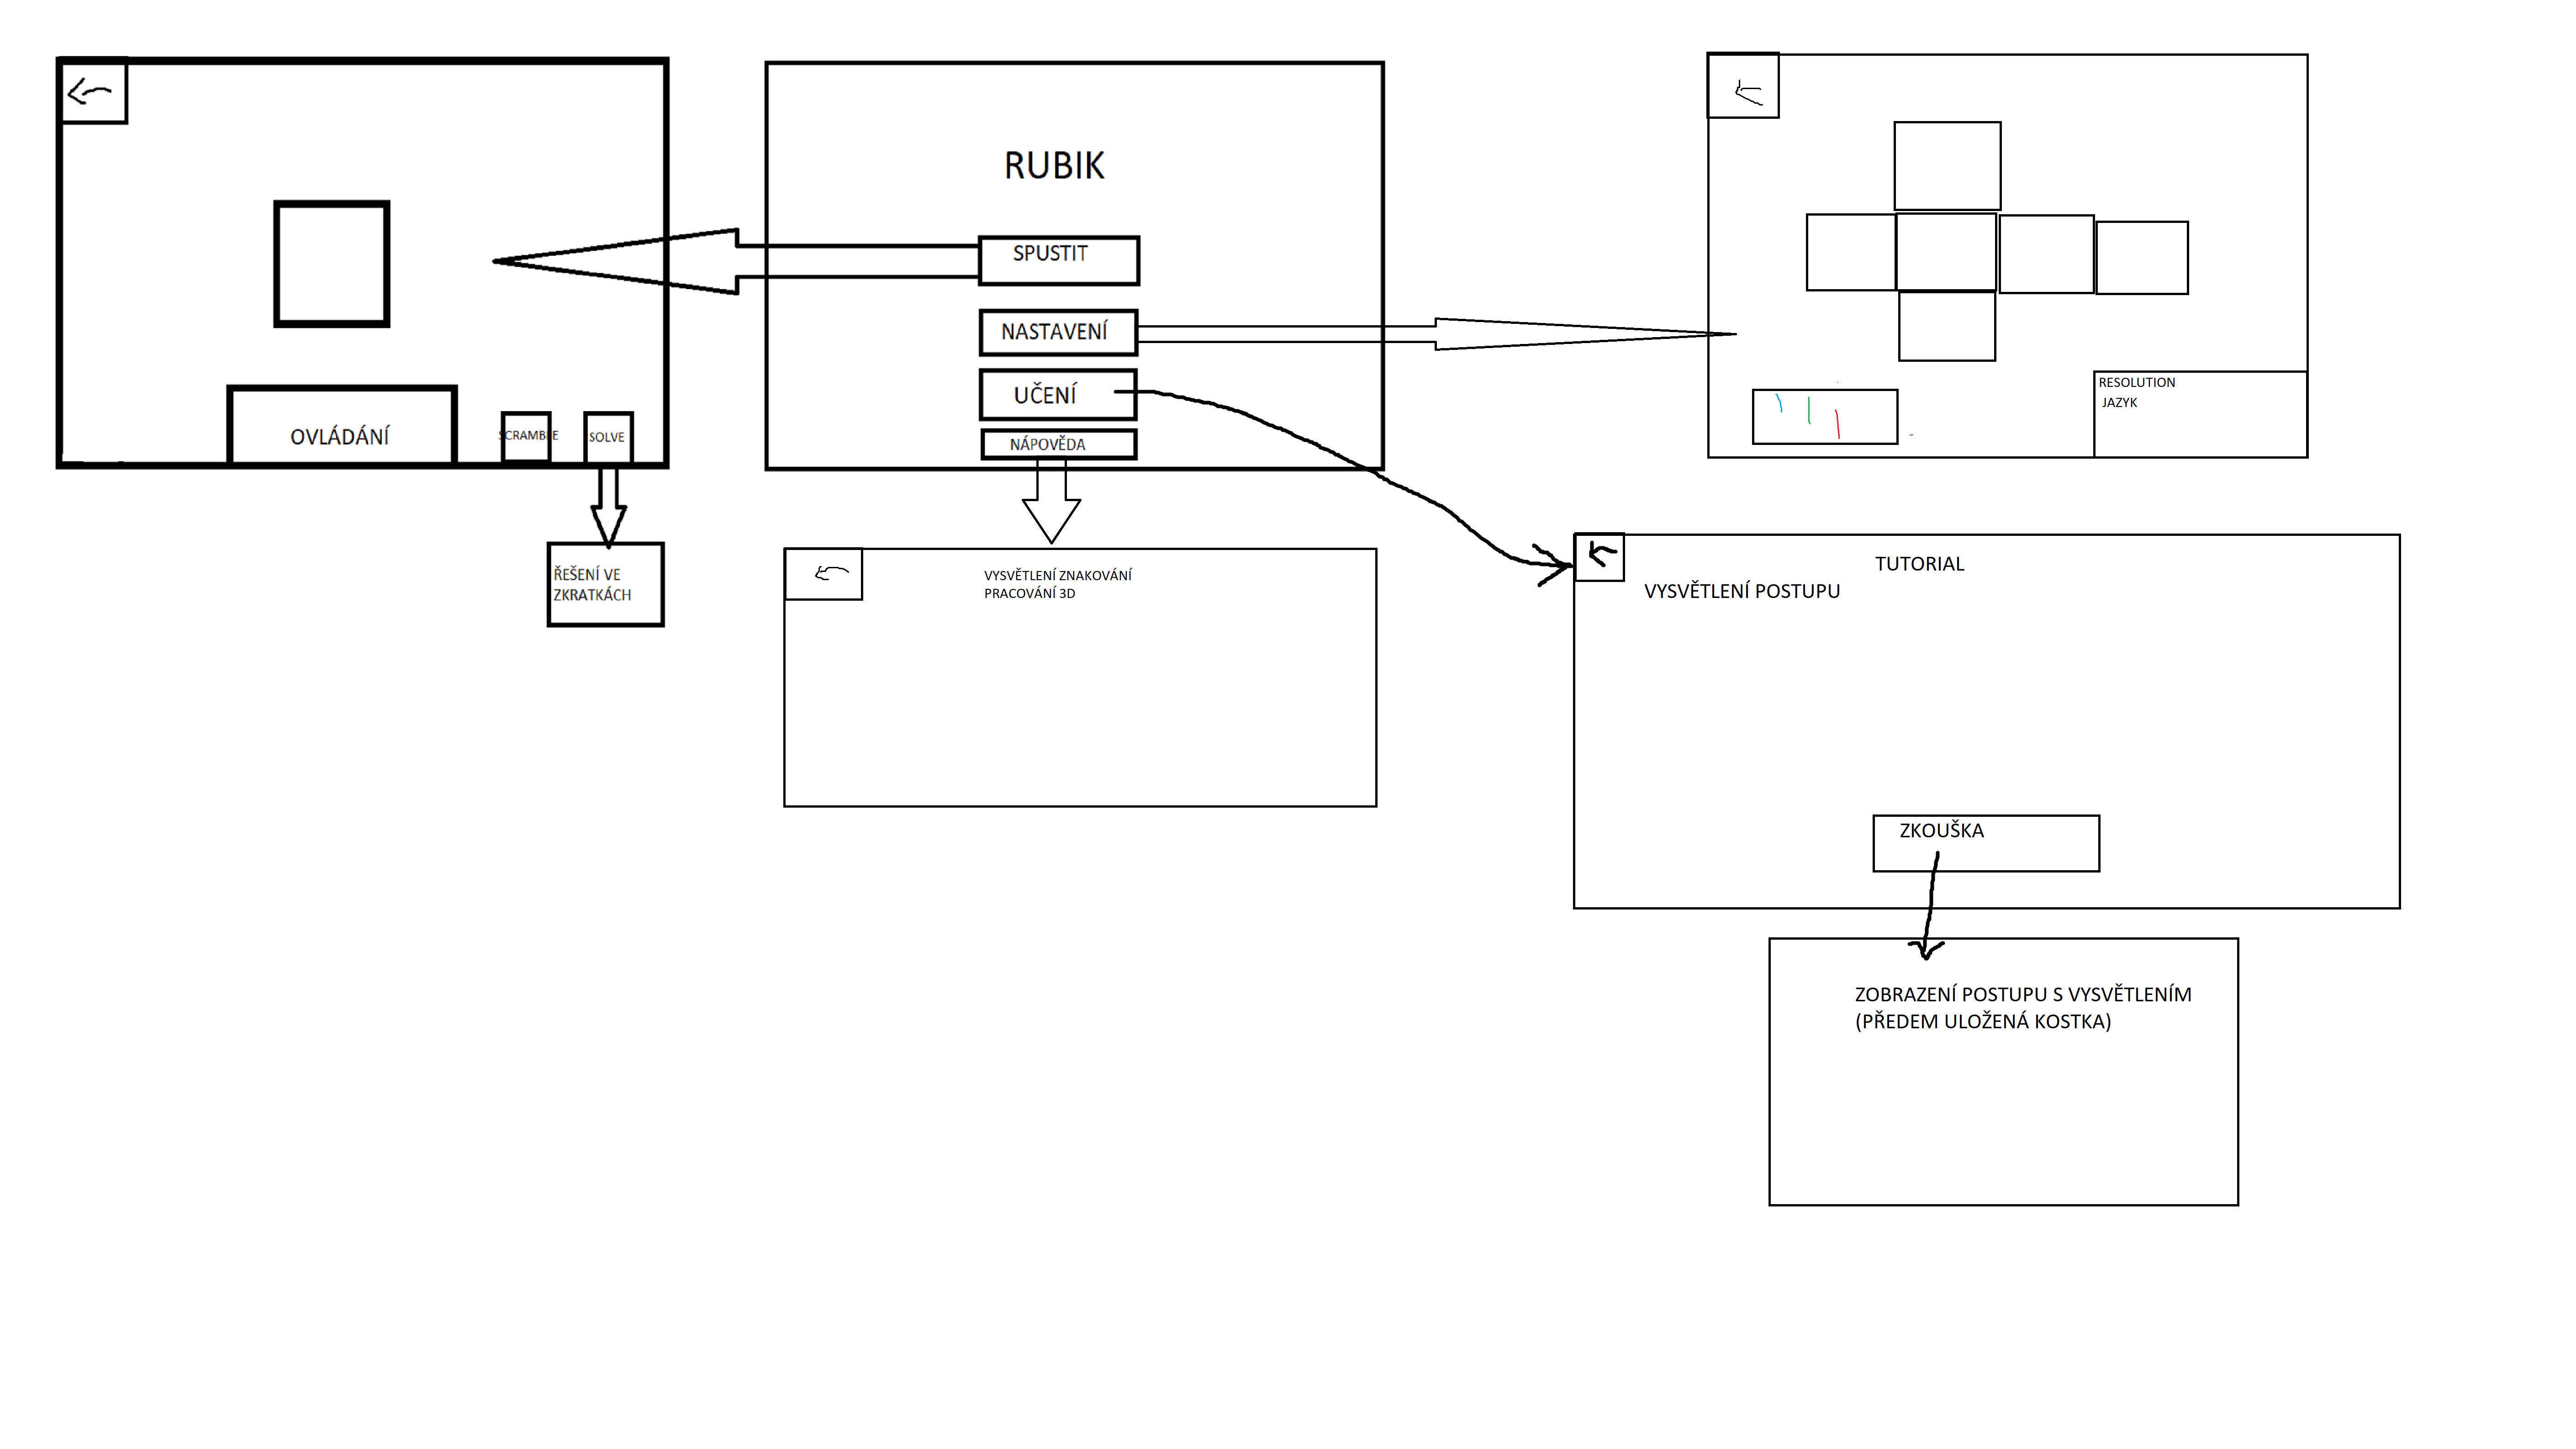 RUBIK
SPUSTIT
NASTAVENÍ
UČENÍ
NÁPOVĚDA
OVLÁDÁNÍ
SCRAMBLE
SOLVE
ŘEŠENÍ VE
ZKRATKÁCH
RESOLUTION
JAZYK
VYSVĚTLENÍ ZNAKOVÁNÍ
PRACOVÁNÍ 3D
TUTORIAL
VYSVĚTLENÍ POSTUPU
ZKOUŠKA
ZOBRAZENÍ POSTUPU S VYSVĚTLENÍM
(PŘEDEM ULOŽENÁ KOSTKA)